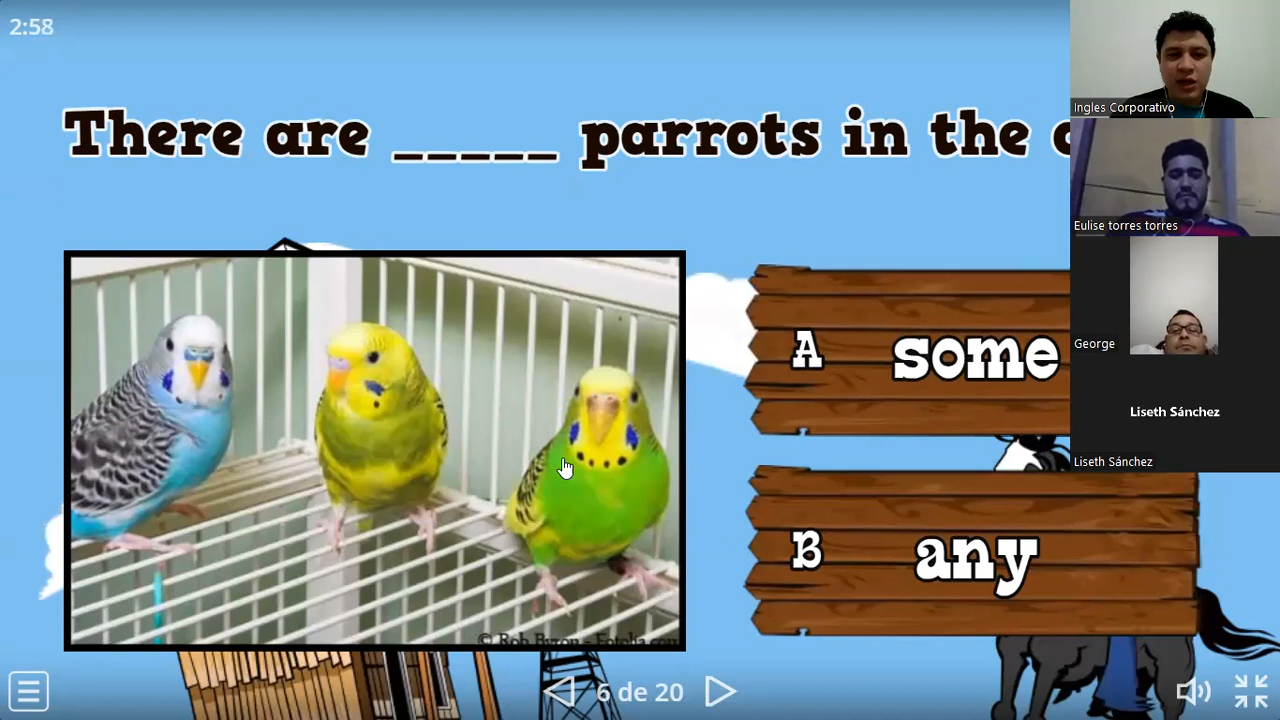 2:58
There are _____ parrots in the
A some
B any
© Rob Byron - Fotolia.com
6 de 20
Ingles Corporativo
Eulise torres torres
George
Liseth Sánchez
Liseth Sánchez